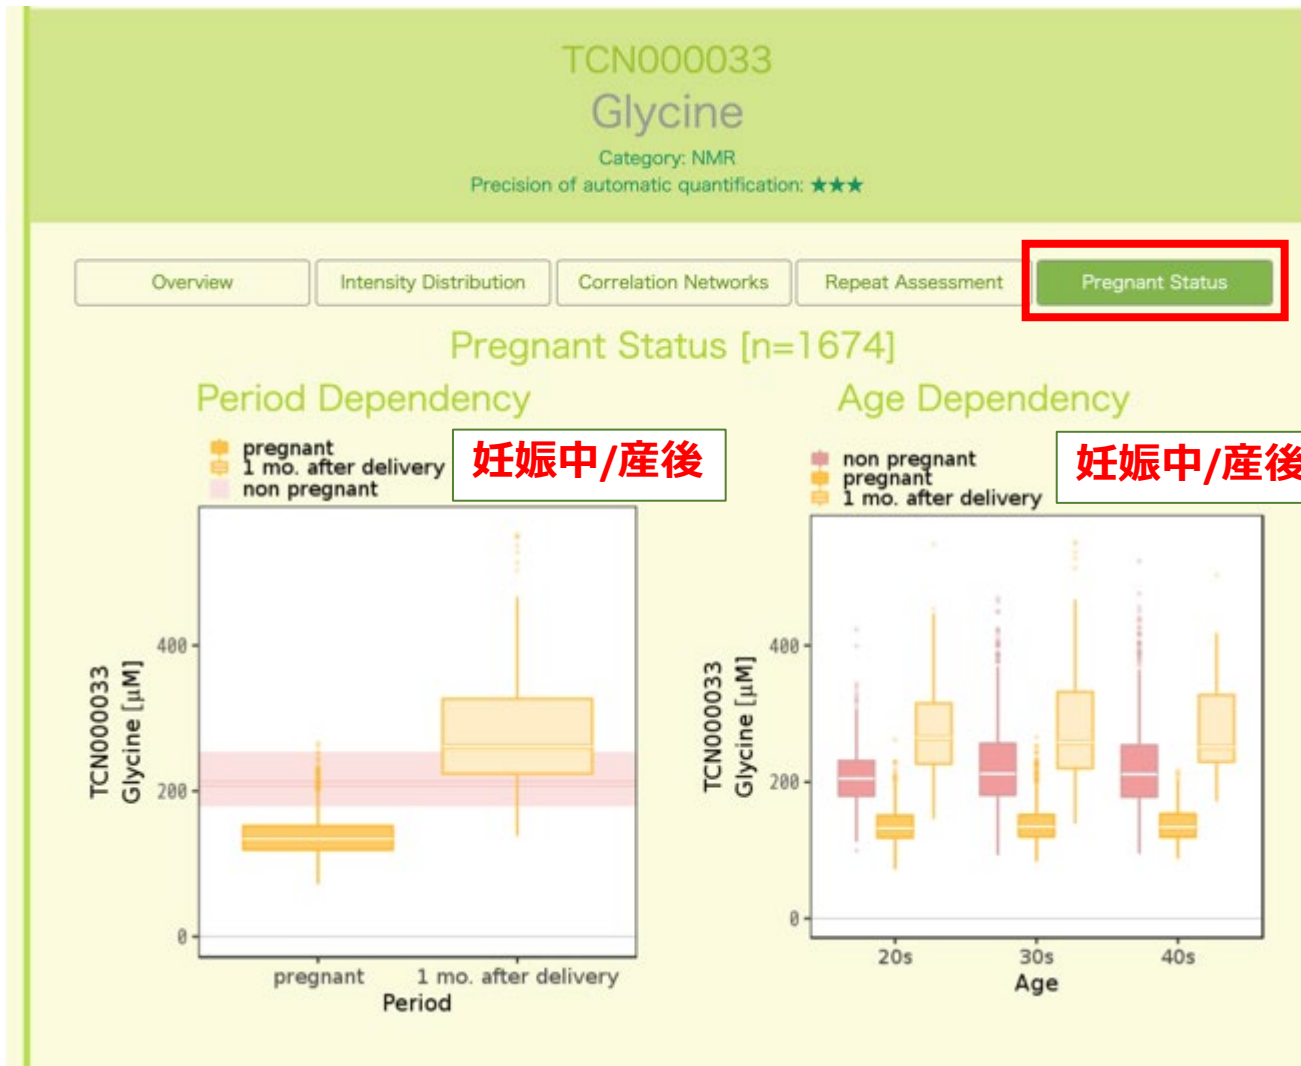 TCN000033
Glycine
Category: NMR
Precision of automatic quantification: ★★★
Overview
Intensity Distribution
Correlation Networks
Repeat Assessment
Pregnant Status
Pregnant Status [n=1674]
Period Dependency
pregnant
1 mo. after delivery
non pregnant
妊娠中/産後
TCN000033
Glycine [μM]
400
200
0
pregnant
1 mo. after delivery
Period
Age Dependency
non pregnant
pregnant
1 mo. after delivery
妊娠中/産後
TCN000033
Glycine [μM]
400
200
0
20s
30s
40s
Age